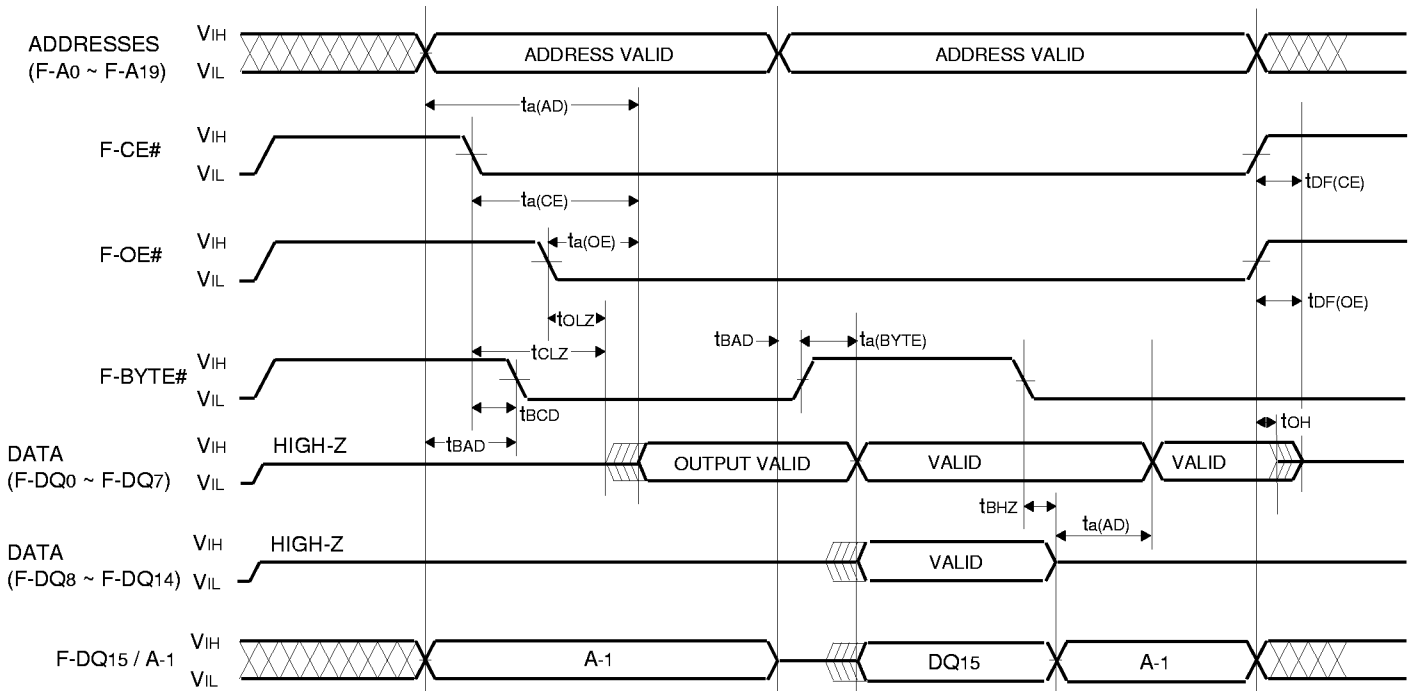 ADDRESSES
(F-A0 ~ F-A19)
VIH
VIL
ADDRESS VALID
ADDRESS VALID
ta(AD)
F-CE#
VIH
VIL
tDF(CE)
ta(CE)
F-OE#
VIH
VIL
ta(OE)
tDF(OE)
tOLZ
tBAD
ta(BYTE)
tCLZ
F-BYTE#
VIH
VIL
tBCD
tBAD
tOH
DATA
(F-DQ0 ~ F-DQ7)
VIH
VIL
HIGH-Z
OUTPUT VALID
VALID
VALID
tBHZ
ta(AD)
DATA
(F-DQ8 ~ F-DQ14)
VIH
VIL
HIGH-Z
VALID
F-DQ15 / A-1
VIH
VIL
A-1
DQ15
A-1